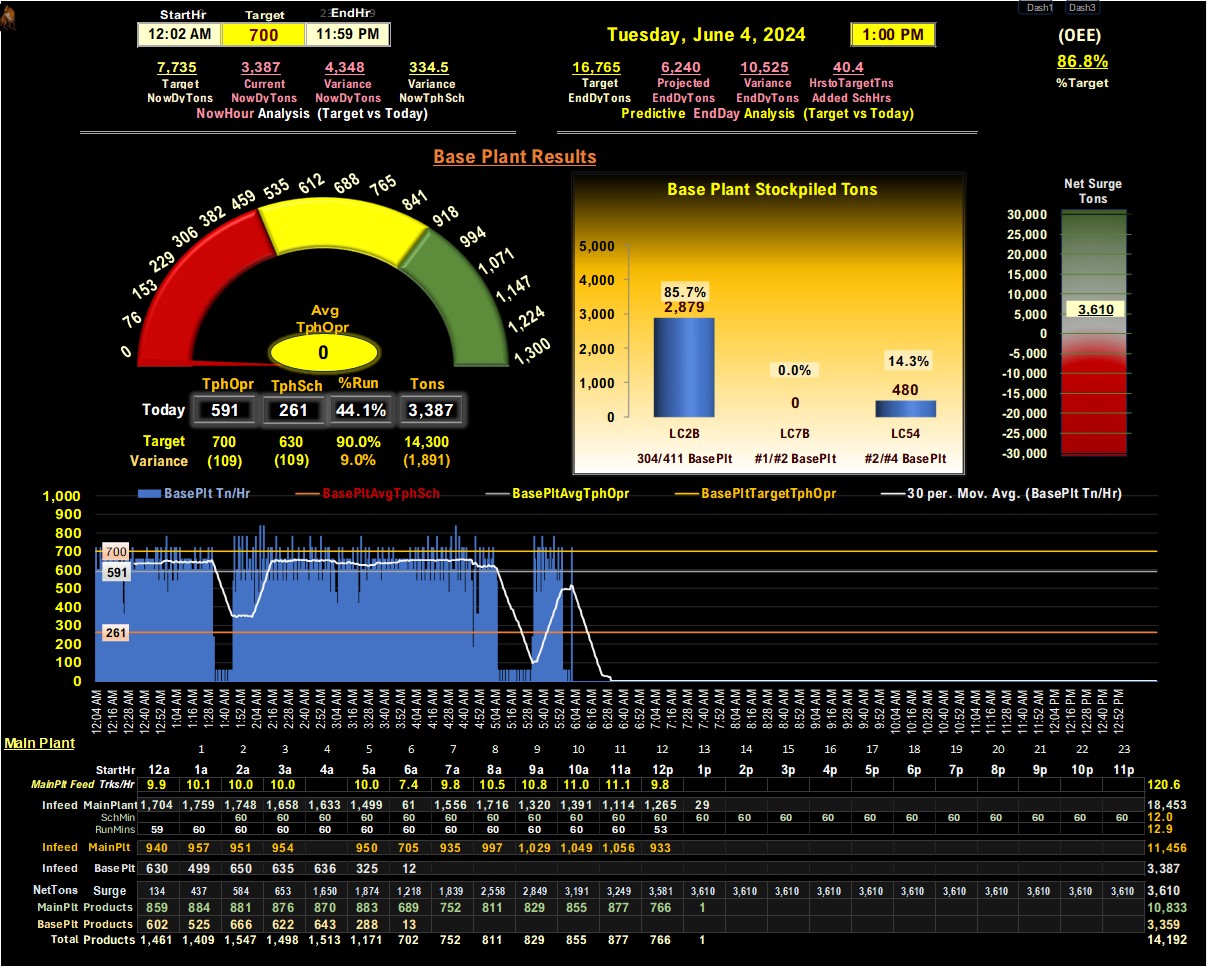 Dash1 Dash3
StartHr Target EndHr
12:02 AM 700 11:59 PM
Tuesday, June 4, 2024 1:00 PM (OEE)
86.8%
%Target
7,735 3,387 4,348 334.5
Target Current Variance Variance
NowDyTons NowDyTons NowDyTons NowTphSch
NowHour Analysis (Target vs Today)
16,765 6,240 10,525 40.4
Target Projected Variance HrstoTargetTns
EndDyTons EndDyTons EndDyTons Added SchHrs
Predictive EndDay Analysis (Target vs Today)
Base Plant Results
0 76 153 229 306 382 459 535 612 688 765 841 918 994 1,071 1,147 1,224 1,300
Avg
TphOpr
0
TphOpr TphSch %Run Tons
Today 591 261 44.1% 3,387
Target 700 630 90.0% 14,300
Variance (109) (109) 9.0% (1,891)
Base Plant Stockpiled Tons
5,000
4,000
3,000
2,000
1,000
0
85.7%
2,879
0.0%
0
14.3%
480
LC2B LC7B LC54
304/411 BasePlt #1/#2 BasePlt #2/#4 BasePlt
Net Surge
Tons
30,000
25,000
20,000
15,000
10,000
5,000
0
-5,000
-10,000
-15,000
-20,000
-25,000
-30,000
3,610
BasePlt Tn/Hr BasePltAvgTphSch BasePltAvgTphOpr BasePltTargetTphOpr 30 per. Mov. Avg. (BasePlt Tn/Hr)
1,000
900
800
700
600
500
400
300
200
100
0
700
591
261
12:04 AM 12:16 AM 12:28 AM 12:40 AM 12:52 AM 1:04 AM 1:16 AM 1:28 AM 1:40 AM 1:52 AM 2:04 AM 2:16 AM 2:28 AM 2:40 AM 2:52 AM 3:04 AM 3:16 AM 3:28 AM 3:40 AM 3:52 AM 4:04 AM 4:16 AM 4:28 AM 4:40 AM 4:52 AM 5:04 AM 5:16 AM 5:28 AM 5:40 AM 5:52 AM 6:04 AM 6:16 AM 6:28 AM 6:40 AM 6:52 AM 7:04 AM 7:16 AM 7:28 AM 7:40 AM 7:52 AM 8:04 AM 8:16 AM 8:28 AM 8:40 AM 8:52 AM 9:04 AM 9:16 AM 9:28 AM 9:40 AM 9:52 AM 10:04 AM 10:16 AM 10:28 AM 10:40 AM 10:52 AM 11:04 AM 11:16 AM 11:28 AM 11:40 AM 11:52 AM 12:04 PM 12:16 PM 12:28 PM 12:40 PM 12:52 PM
Main Plant
1 2 3 4 5 6 7 8 9 10 11 12 13 14 15 16 17 18 19 20 21 22 23
StartHr 12a 1a 2a 3a 4a 5a 6a 7a 8a 9a 10a 11a 12p 1p 2p 3p 4p 5p 6p 7p 8p 9p 10p 11p
MainPlt Feed Trks/Hr 9.9 10.1 10.0 10.0 10.0 7.4 9.8 10.5 10.8 11.0 11.1 9.8 120.6
Infeed MainPlant 1,704 1,759 1,748 1,658 1,633 1,499 61 1,556 1,716 1,320 1,391 1,114 1,265 29 18,453
SchMin 60 60 60 60 60 60 60 60 60 60 60 60 60 60 60 60 60 60 60 60 60 60 12.0
RunMins 59 60 60 60 60 60 60 60 60 60 60 60 53 12.9
Infeed MainPlt 940 957 951 954 950 705 935 997 1,029 1,049 1,056 933 11,456
Infeed BasePlt 630 499 650 635 636 325 12 3,387
NetTons Surge 134 437 584 653 1,650 1,874 1,218 1,839 2,558 2,849 3,191 3,249 3,581 3,610 3,610 3,610 3,610 3,610 3,610 3,610 3,610 3,610 3,610 3,610 3,610
MainPlt Products 859 884 881 876 870 883 689 752 811 829 855 877 766 1 10,833
BasePlt Products 602 525 666 622 643 288 13 3,359
Total Products 1,461 1,409 1,547 1,498 1,513 1,171 702 752 811 829 855 877 766 1 14,192